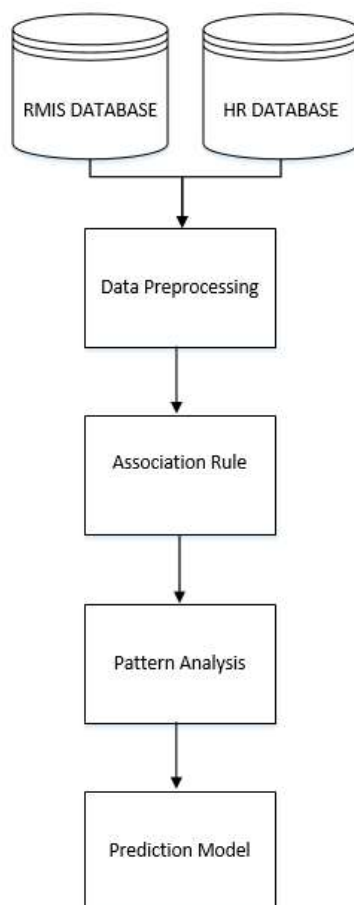 RMIS DATABASE
HR DATABASE
Data Preprocessing
Association Rule
Pattern Analysis
Prediction Model